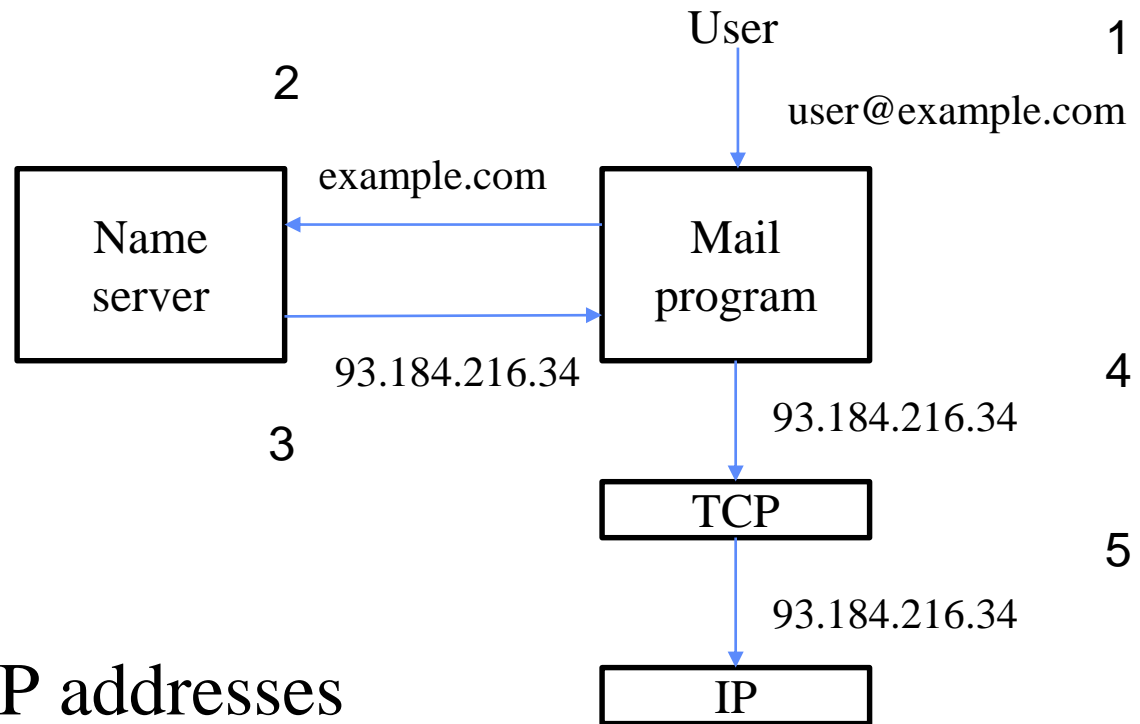 User
1
2
user@example.com
example.com
Name
server
Mail
program
93.184.216.34
4
93.184.216.34
3
TCP
5
93.184.216.34
P addresses
IP